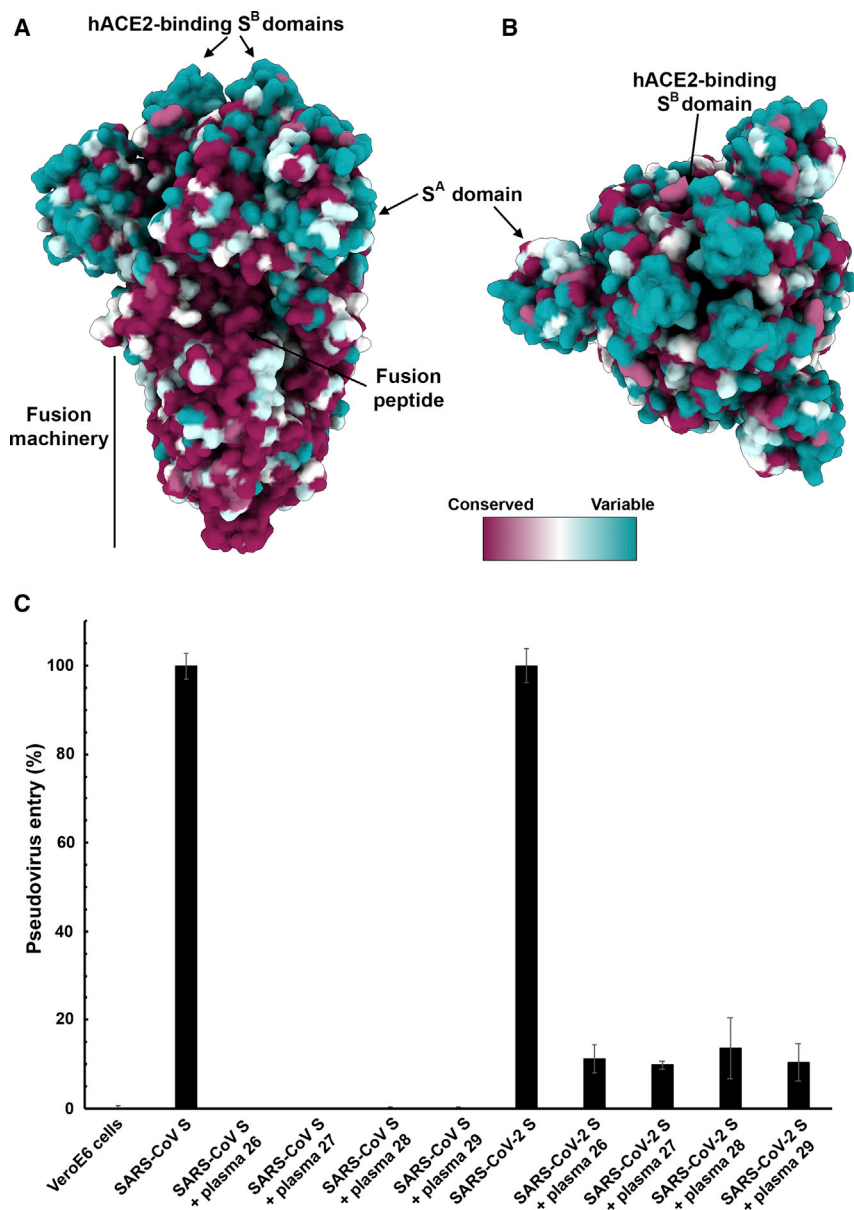 A
hACE2-binding Sᴮ domains
B
hACE2-binding
Sᴮ domain
Sᴬ domain
Fusion
peptide
Fusion
machinery
Conserved
Variable
C
Pseudovirus entry (%)
100
80
60
40
20
0
VeroE6 cells
SARS-CoV S
SARS-CoV S
+ plasma 26
SARS-CoV S
+ plasma 27
SARS-CoV S
+ plasma 28
SARS-CoV S
+ plasma 29
SARS-CoV-2 S
SARS-CoV-2 S
+ plasma 26
SARS-CoV-2 S
+ plasma 27
SARS-CoV-2 S
+ plasma 28
SARS-CoV-2 S
+ plasma 29